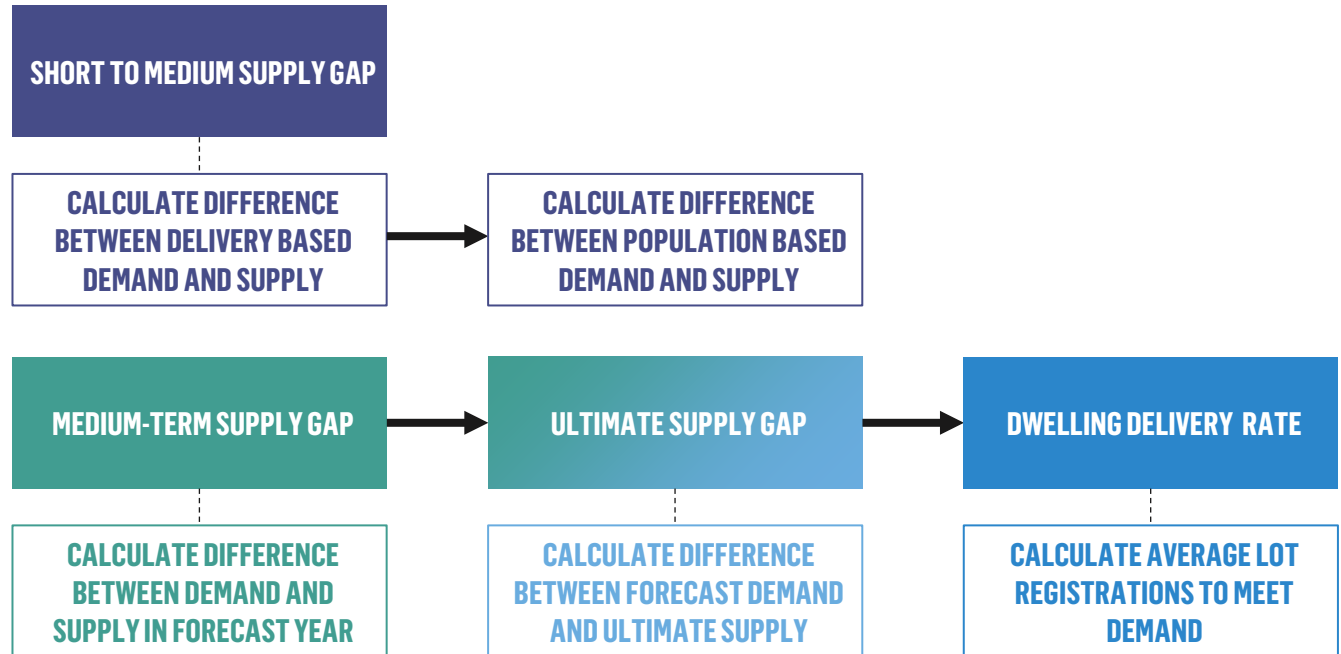 SHORT TO MEDIUM SUPPLY GAP
CALCULATE DIFFERENCE
BETWEEN DELIVERY BASED
DEMAND AND SUPPLY
CALCULATE DIFFERENCE
BETWEEN POPULATION BASED
DEMAND AND SUPPLY
MEDIUM-TERM SUPPLY GAP
ULTIMATE SUPPLY GAP
DWELLING DELIVERY RATE
CALCULATE DIFFERENCE
BETWEEN DEMAND AND
SUPPLY IN FORECAST YEAR
CALCULATE DIFFERENCE
BETWEEN FORECAST DEMAND
AND ULTIMATE SUPPLY
CALCULATE AVERAGE LOT
REGISTRATIONS TO MEET
DEMAND